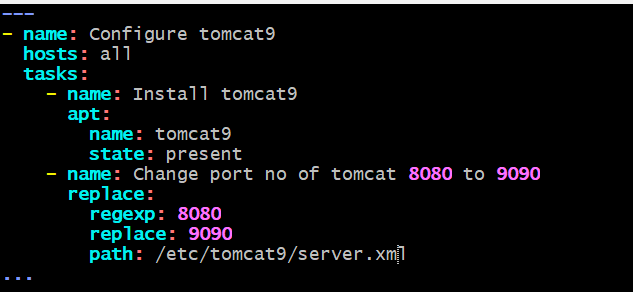 ---
- name: Configure tomcat9
  hosts: all
  tasks:
    - name: Install tomcat9
      apt:
        name: tomcat9
        state: present
    - name: Change port no of tomcat 8080 to 9090
      replace:
        regexp: 8080
        replace: 9090
        path: /etc/tomcat9/server.xml
...